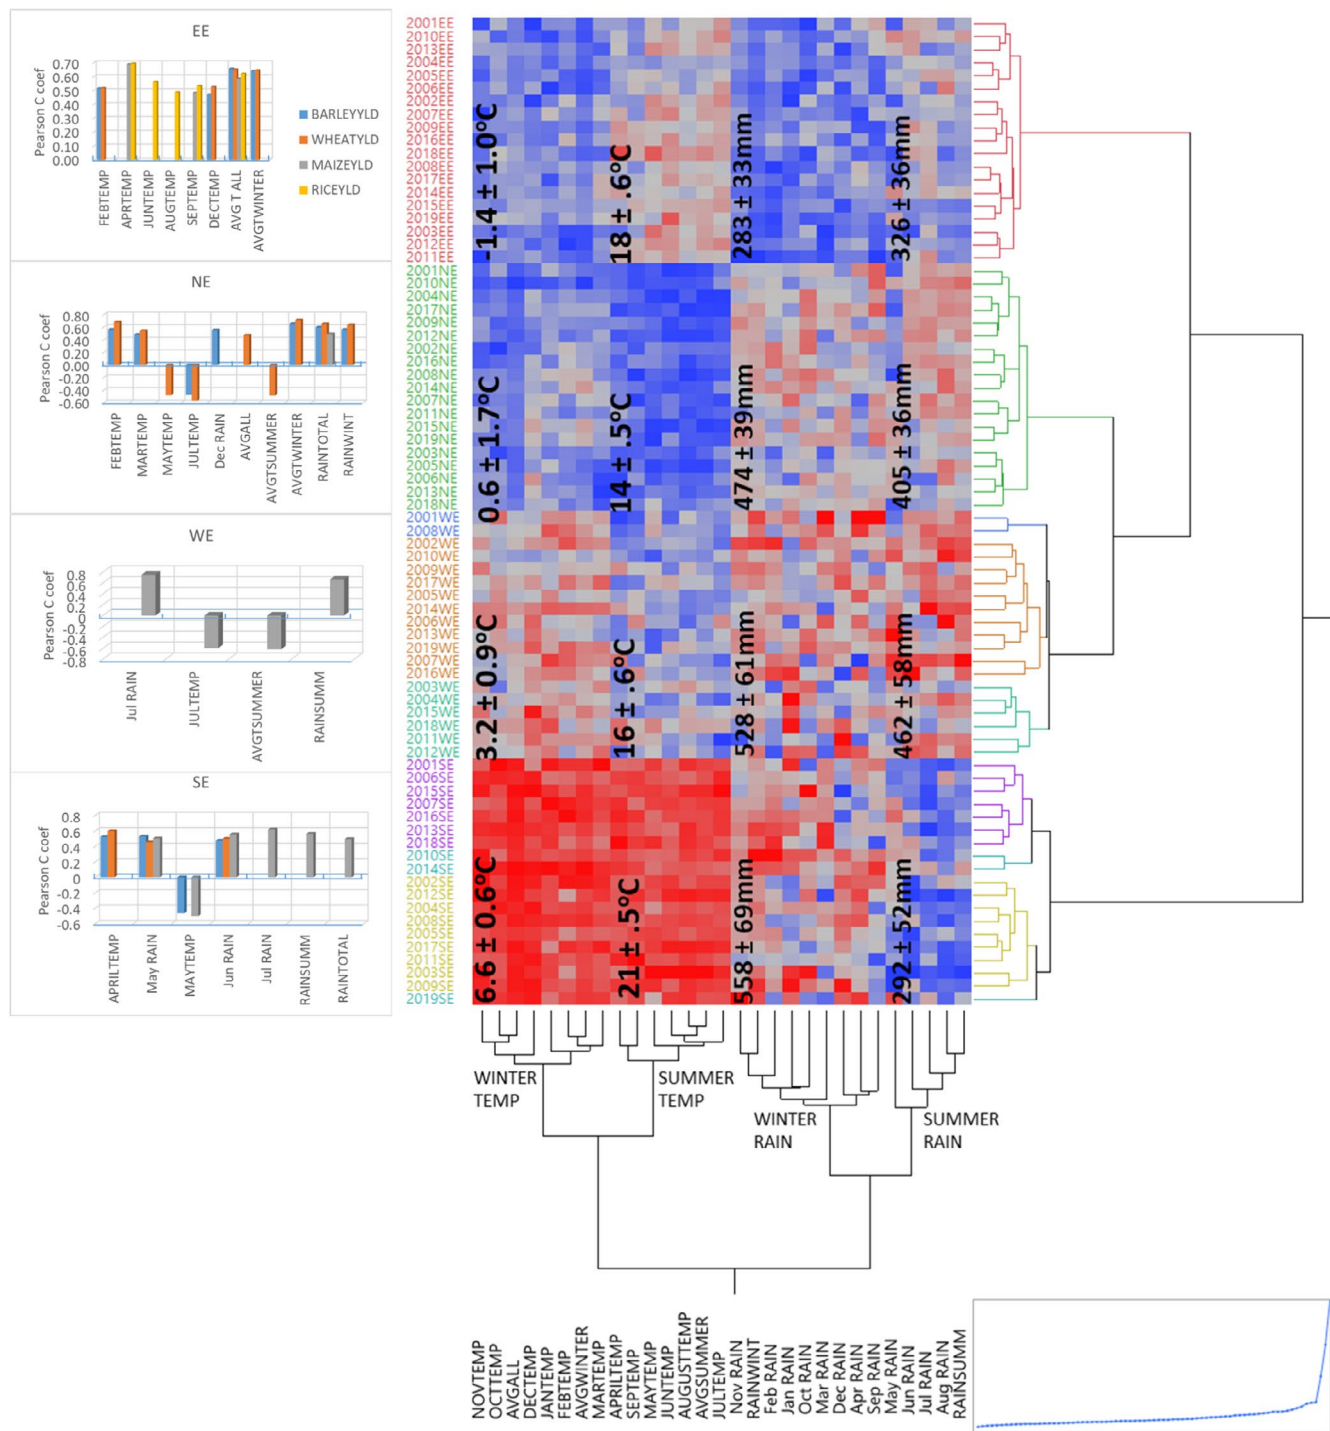 EE
Pearson C coef
0.70
0.60
0.50
0.40
0.30
0.20
0.10
0.00
FEBTEMP
APRTEMP
JUNTEMP
AUGTEMP
SEPTEMP
DECTEMP
AVG T ALL
AVGTWINTER
BARLEYYLD
WHEATYLD
MAIZEYLD
RICEYLD
NE
Pearson C coef
0.80
0.60
0.40
0.20
0.00
-0.20
-0.40
-0.60
FEBTEMP
MARTEMP
MAYTEMP
JULTEMP
Dec RAIN
AVGALL
AVGTSUMMER
AVGTWINTER
RAINTOTAL
RAINWINT
WE
Pearson C coef
0.8
0.6
0.4
0.2
0
-0.2
-0.4
-0.6
-0.8
Jul RAIN
JULTEMP
AVGTSUMMER
RAINSUMM
SE
Pearson C coef
0.8
0.6
0.4
0.2
0
-0.2
-0.4
-0.6
APRILTEMP
May RAIN
MAYTEMP
Jun RAIN
Jul RAIN
RAINSUMM
RAINTOTAL
2001EE
2010EE
2013EE
2004EE
2005EE
2006EE
2002EE
2007EE
2009EE
2016EE
2018EE
2008EE
2017EE
2014EE
2015EE
2019EE
2003EE
2012EE
2011EE
2001NE
2010NE
2004NE
2017NE
2009NE
2012NE
2002NE
2016NE
2008NE
2014NE
2007NE
2011NE
2015NE
2019NE
2003NE
2005NE
2006NE
2013NE
2018NE
2001WE
2008WE
2002WE
2010WE
2009WE
2017WE
2005WE
2014WE
2006WE
2013WE
2019WE
2007WE
2016WE
2003WE
2004WE
2015WE
2018WE
2011WE
2012WE
2001SE
2006SE
2015SE
2007SE
2016SE
2013SE
2018SE
2010SE
2014SE
2002SE
2012SE
2004SE
2008SE
2005SE
2017SE
2011SE
2003SE
2009SE
2019SE
-1.4 ± 1.0ºC
18 ± .6ºC
283 ± 33mm
326 ± 36mm
0.6 ± 1.7ºC
14 ± .5ºC
474 ± 39mm
405 ± 36mm
3.2 ± 0.9ºC
16 ± .6ºC
528 ± 61mm
462 ± 58mm
6.6 ± 0.6ºC
21 ± .5ºC
558 ± 69mm
292 ± 52mm
WINTER
TEMP
SUMMER
TEMP
WINTER
RAIN
SUMMER
RAIN
NOVTEMP
OCTTEMP
AVGALL
DECTEMP
JANTEMP
FEBTEMP
AVGWINTER
MARTEMP
APRILTEMP
SEPTEMP
MAYTEMP
JUNTEMP
AUGUSTTEMP
AVGSUMMER
JULTEMP
Nov RAIN
RAINWINT
Feb RAIN
Jan RAIN
Oct RAIN
Mar RAIN
Dec RAIN
Apr RAIN
Sep RAIN
May RAIN
Jun RAIN
Jul RAIN
Aug RAIN
RAINSUMM